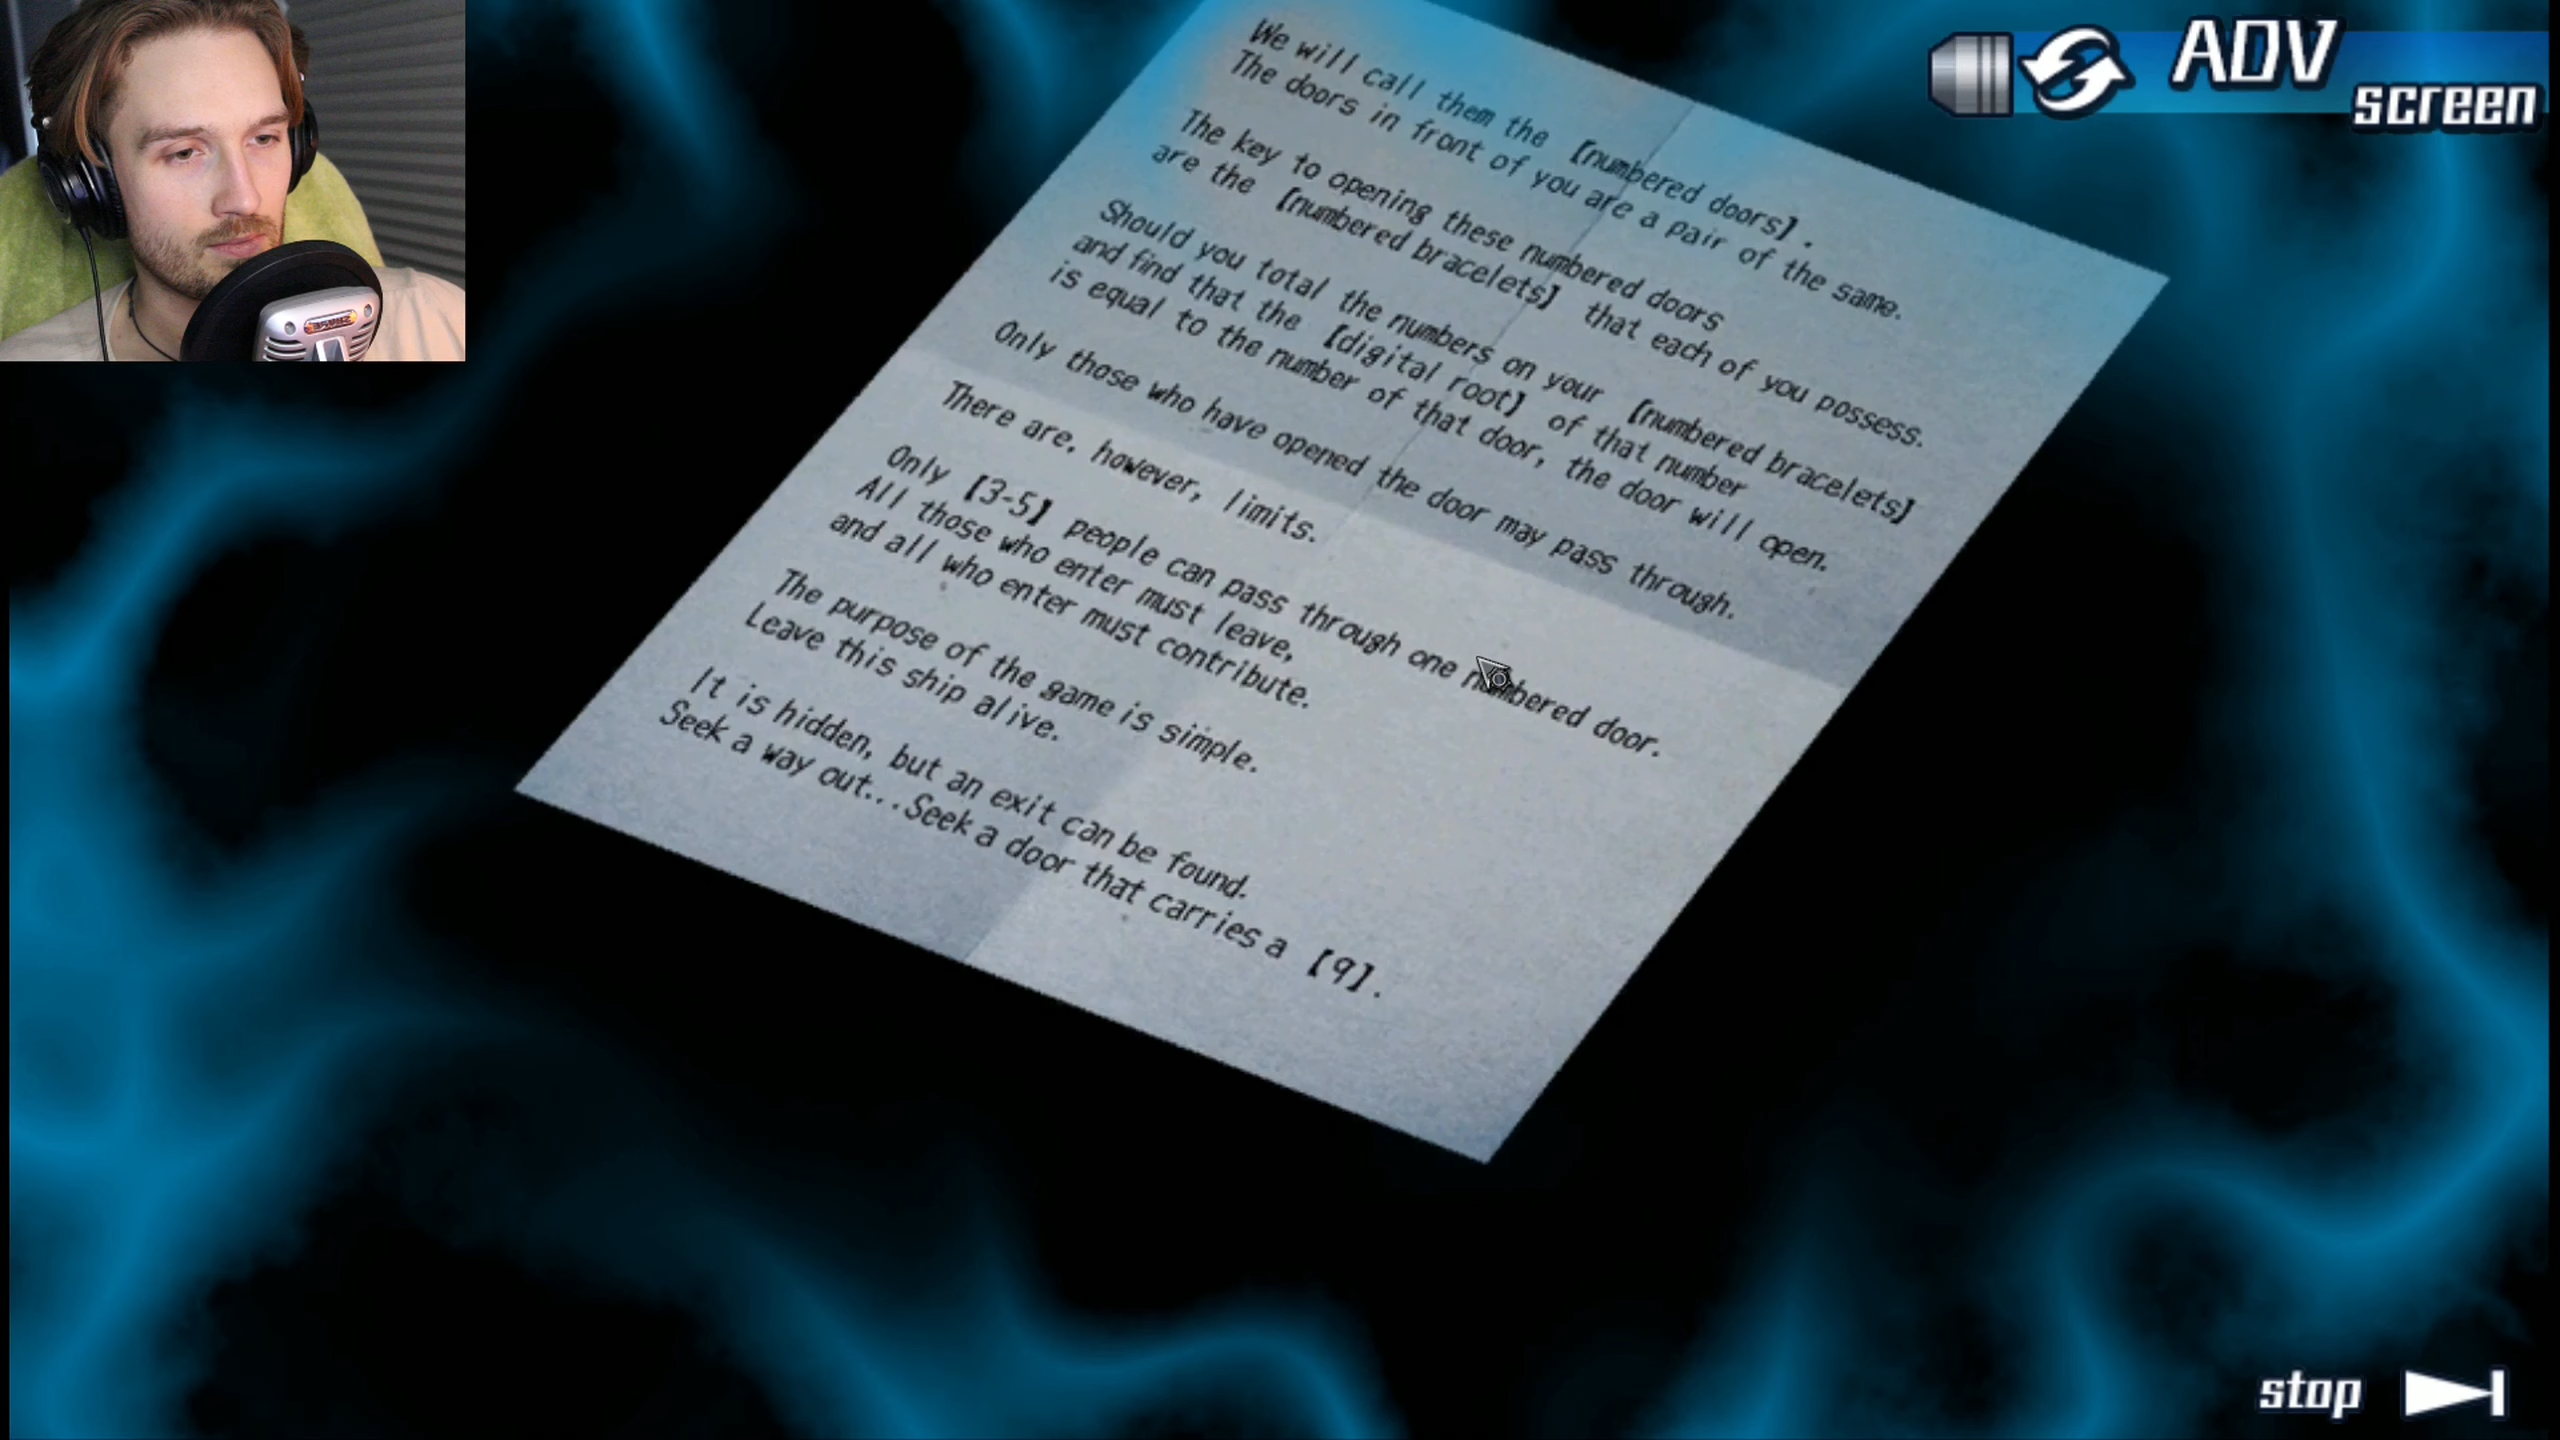 We will call them the [numbered doors].
The doors in front of you are a pair of the same.
The key to opening these numbered doors
are the [numbered bracelets] that each of you possess.
Should you total the numbers on your [numbered bracelets]
and find that the [digital root] of that number
is equal to the number of that door, the door will open.
Only those who have opened the door may pass through.
There are, however, limits.
Only [3-5] people can pass through one numbered door.
All those who enter must leave,
and all who enter must contribute.
The purpose of the game is simple.
Leave this ship alive.
It is hidden, but an exit can be found.
Seek a way out...Seek a door that carries a [9].
ADV
screen
stop